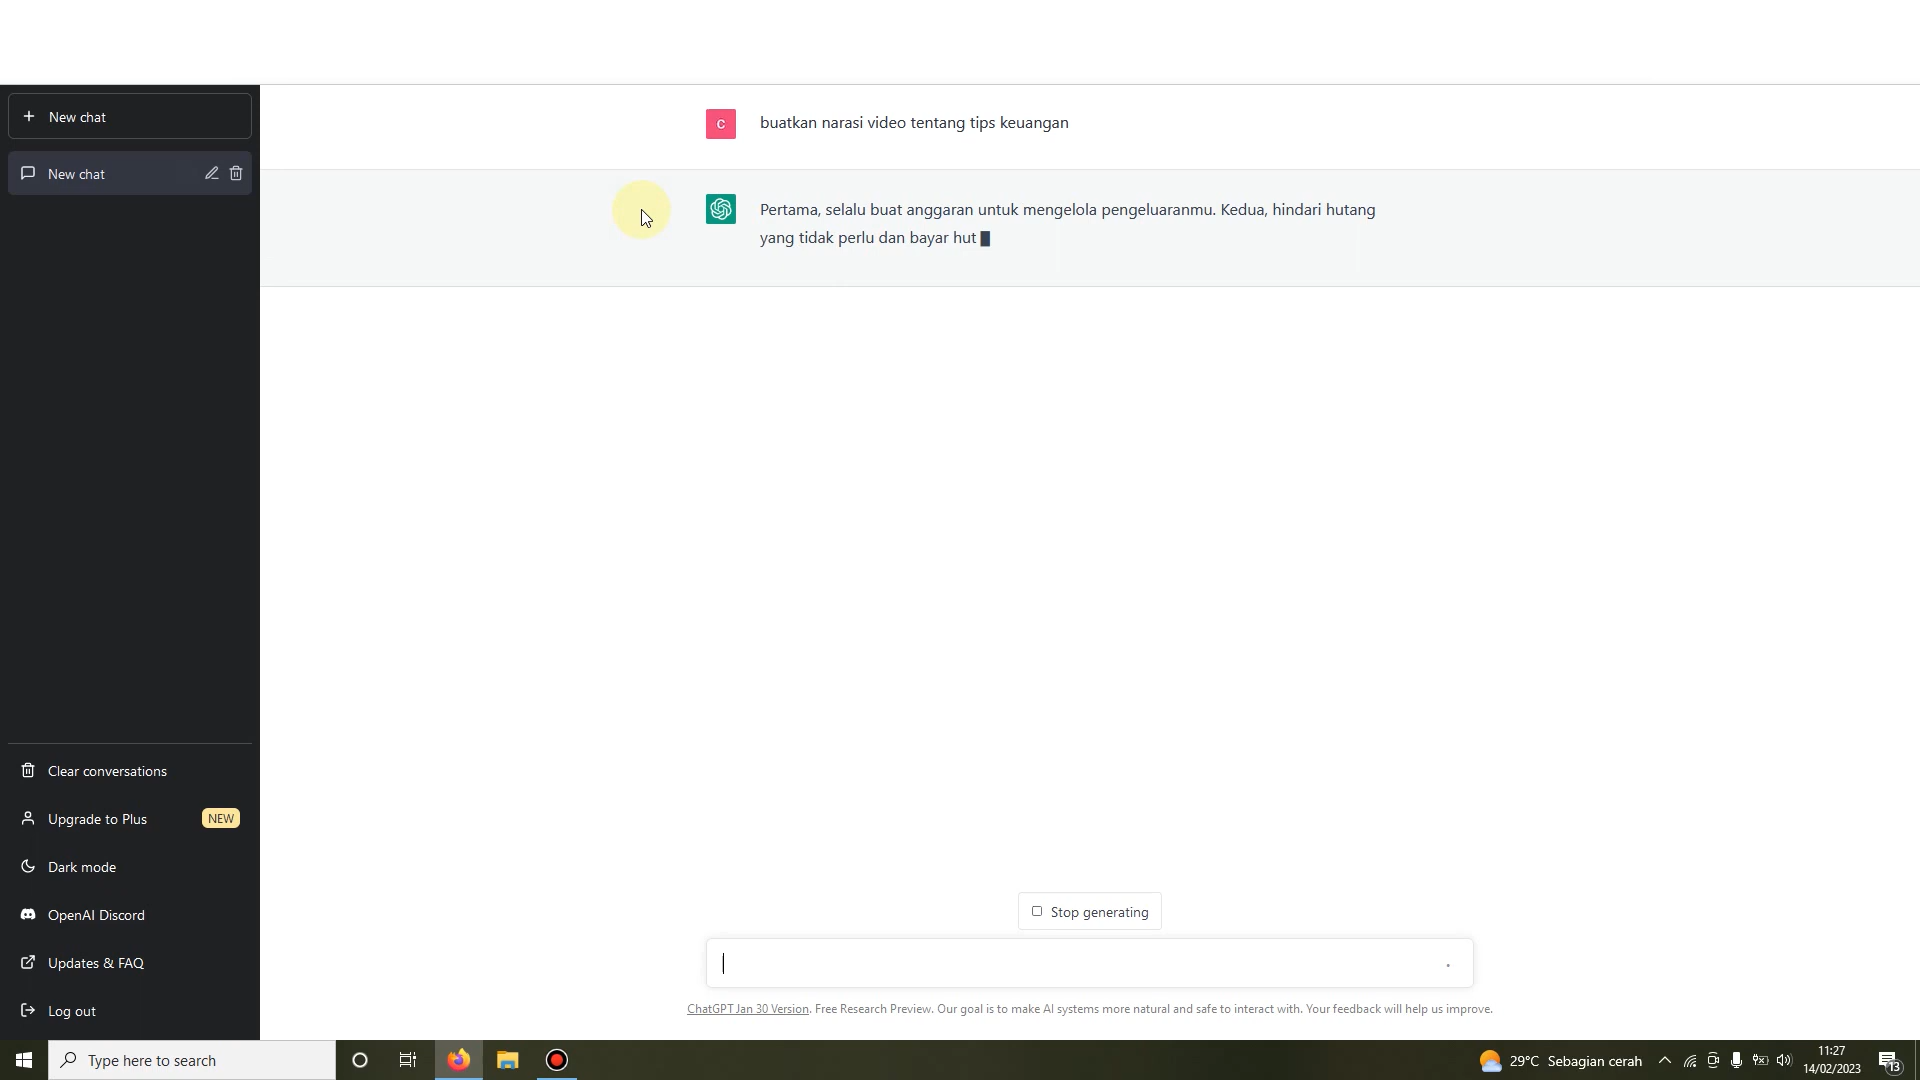 New chat
New chat
C
buatkan narasi video tentang tips keuangan
Pertama, selalu buat anggaran untuk mengelola pengeluaranmu. Kedua, hindari hutang
yang tidak perlu dan bayar hut
Clear conversations
Upgrade to Plus NEW
Dark mode
OpenAI Discord
Updates & FAQ
Log out
Stop generating
ChatGPT Jan 30 Version. Free Research Preview. Our goal is to make AI systems more natural and safe to interact with. Your feedback will help us improve.
Type here to search
29°C Sebagian cerah
11:27
14/02/2023
13